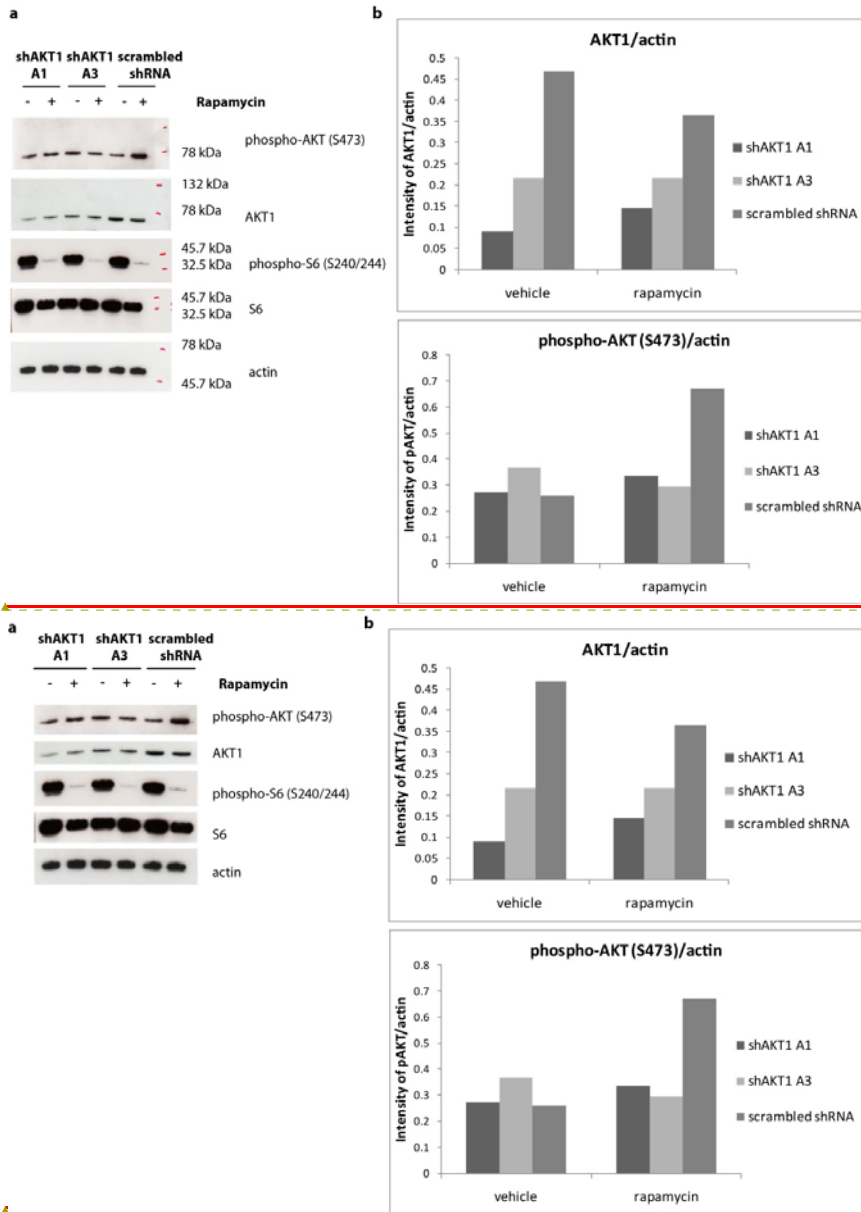 a
shAKT1 shAKT1 scrambled
A1 A3 shRNA
- + - + - +
Rapamycin
phospho-AKT (S473)
78 kDa
132 kDa
78 kDa
AKT1
45.7 kDa
32.5 kDa
phospho-S6 (S240/244)
45.7 kDa
32.5 kDa
S6
78 kDa
actin
45.7 kDa
b
AKT1/actin
Intensity of AKT1/actin
0.5
0.45
0.4
0.35
0.3
0.25
0.2
0.15
0.1
0.05
0
vehicle
rapamycin
shAKT1 A1
shAKT1 A3
scrambled shRNA
phospho-AKT (S473)/actin
Intensity of pAKT/actin
0.8
0.7
0.6
0.5
0.4
0.3
0.2
0.1
0
vehicle
rapamycin
shAKT1 A1
shAKT1 A3
scrambled shRNA
a
shAKT1 shAKT1 scrambled
A1 A3 shRNA
- + - + - +
Rapamycin
phospho-AKT (S473)
AKT1
phospho-S6 (S240/244)
S6
actin
b
AKT1/actin
Intensity of AKT1/actin
0.5
0.45
0.4
0.35
0.3
0.25
0.2
0.15
0.1
0.05
0
vehicle
rapamycin
shAKT1 A1
shAKT1 A3
scrambled shRNA
phospho-AKT (S473)/actin
Intensity of pAKT/actin
0.8
0.7
0.6
0.5
0.4
0.3
0.2
0.1
0
vehicle
rapamycin
shAKT1 A1
shAKT1 A3
scrambled shRNA